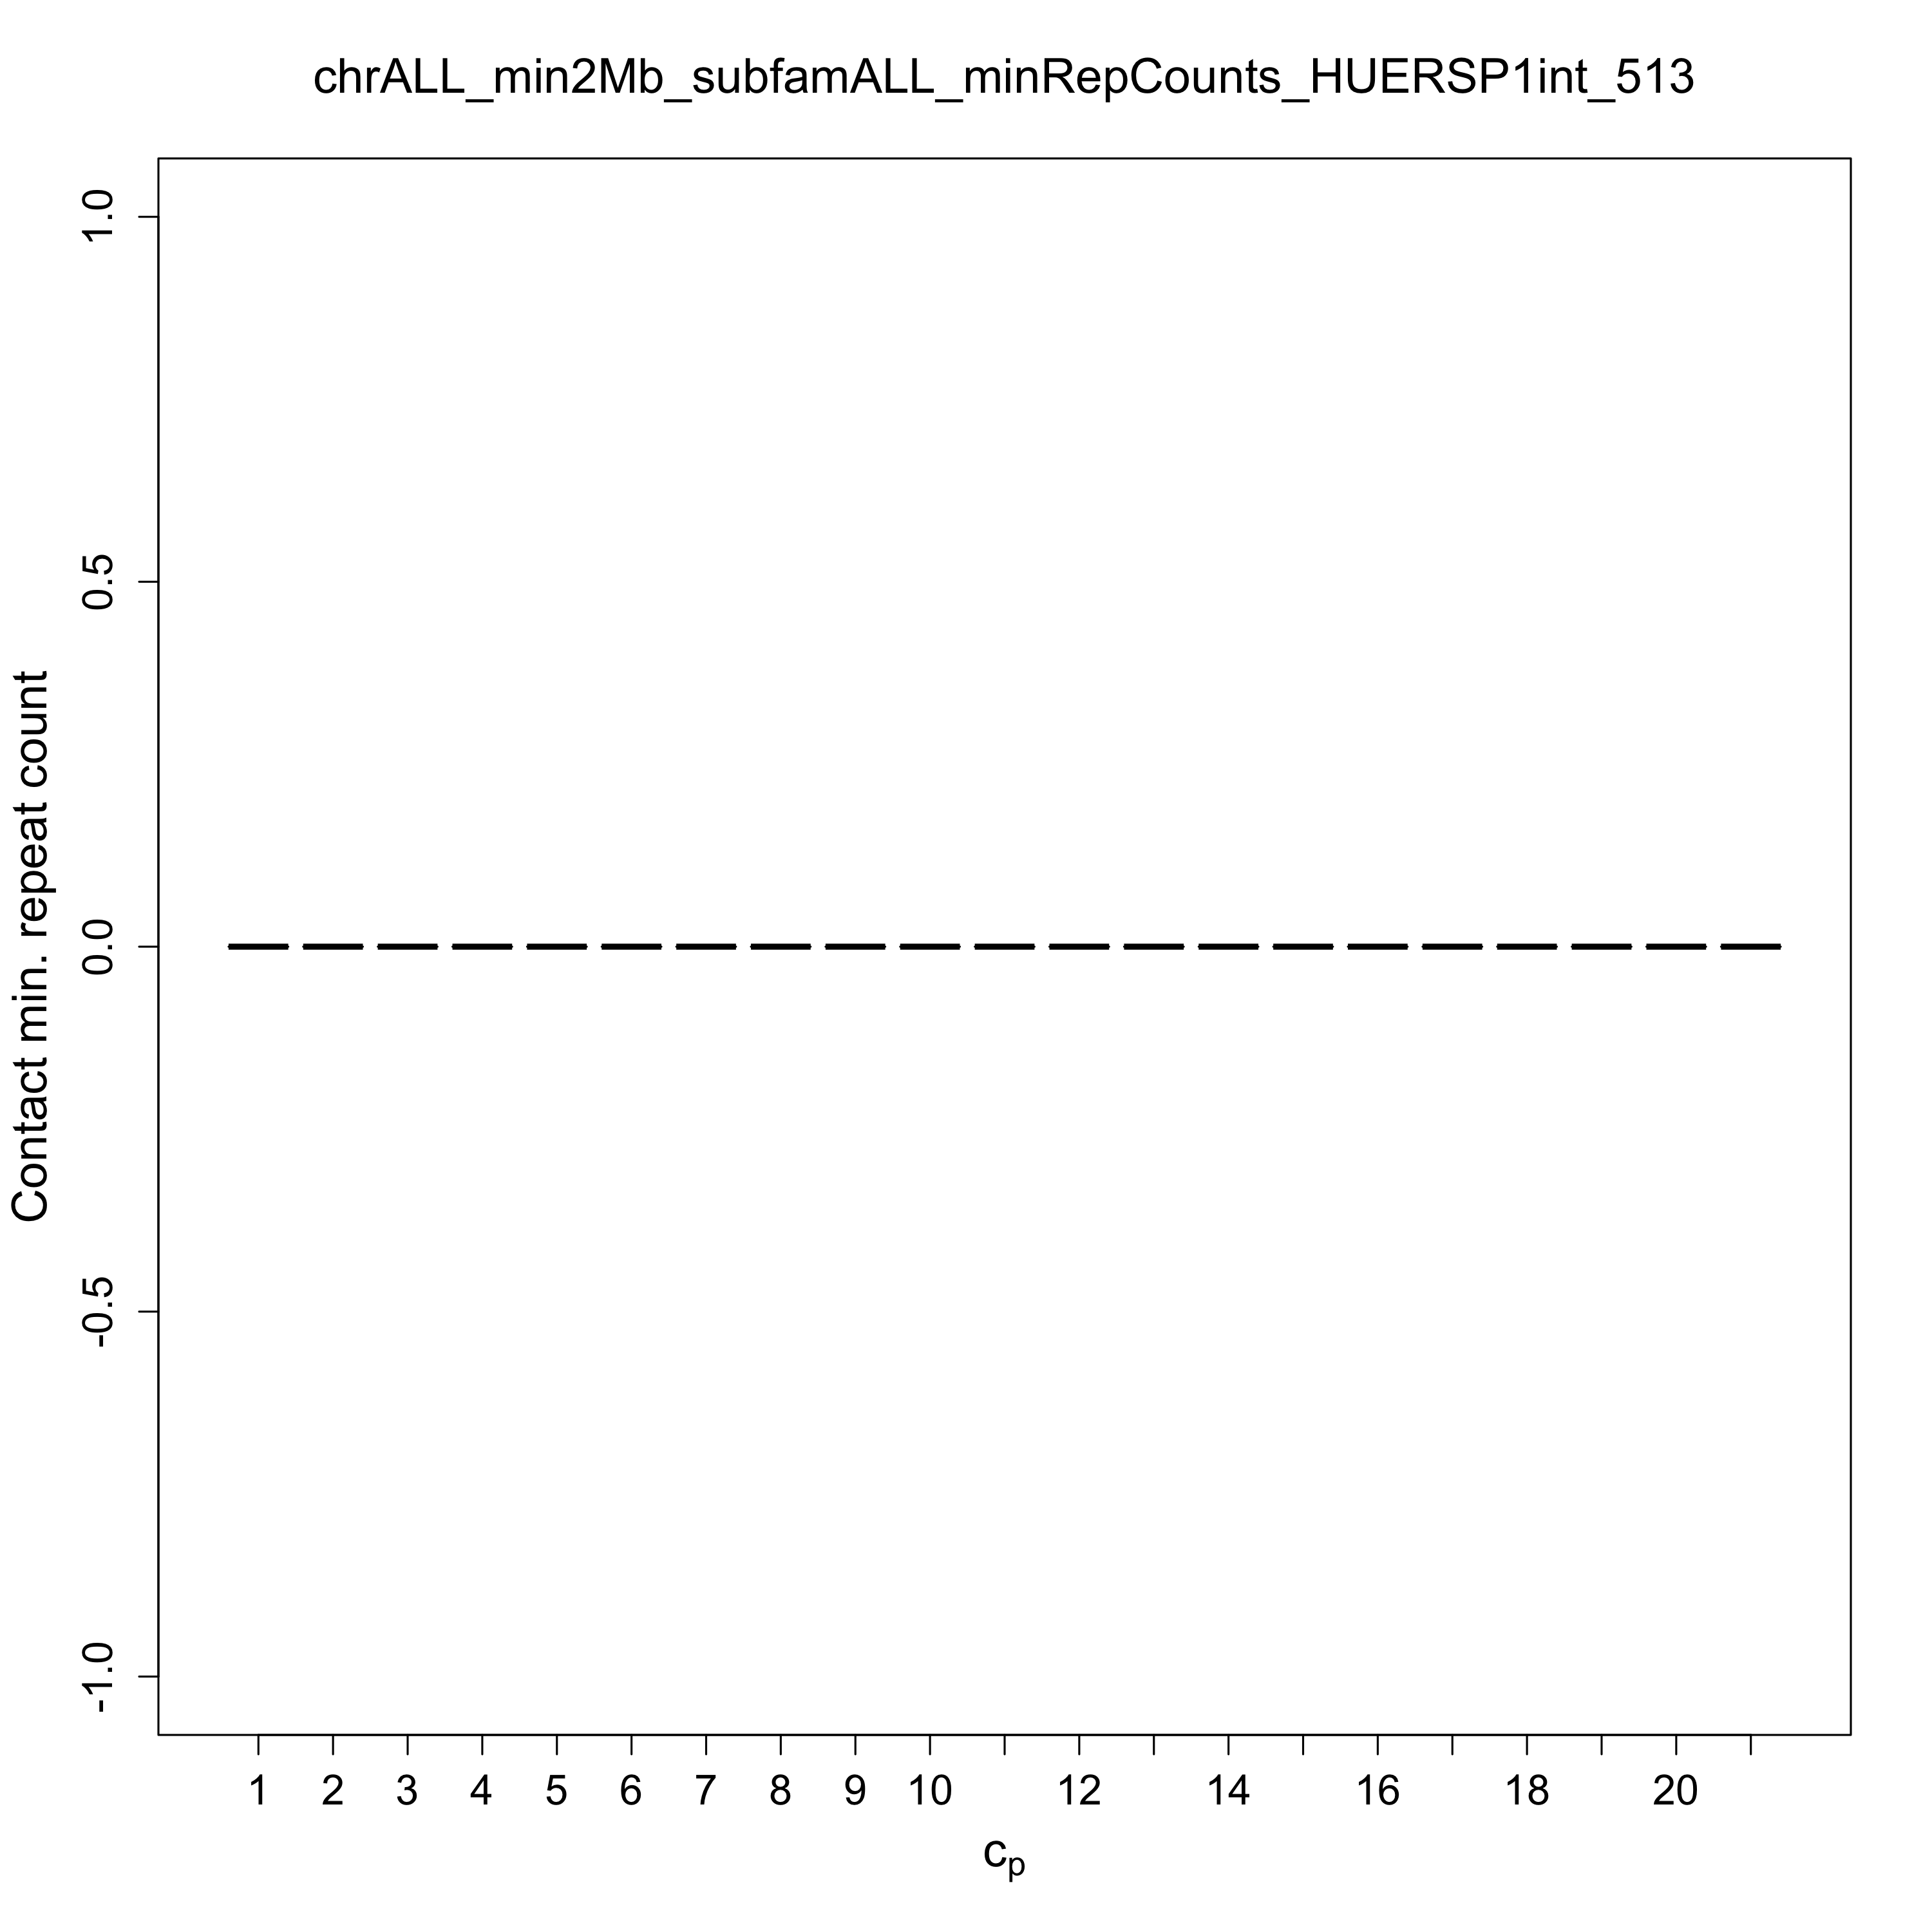 chrALL_min2Mb_subfamALL_minRepCounts_HUERSP1int_513
Contact min. repeat count
1.0
0.5
0.0
-0.5
-1.0
1 2 3 4 5 6 7 8 9 10 12 14 16 18 20
cp